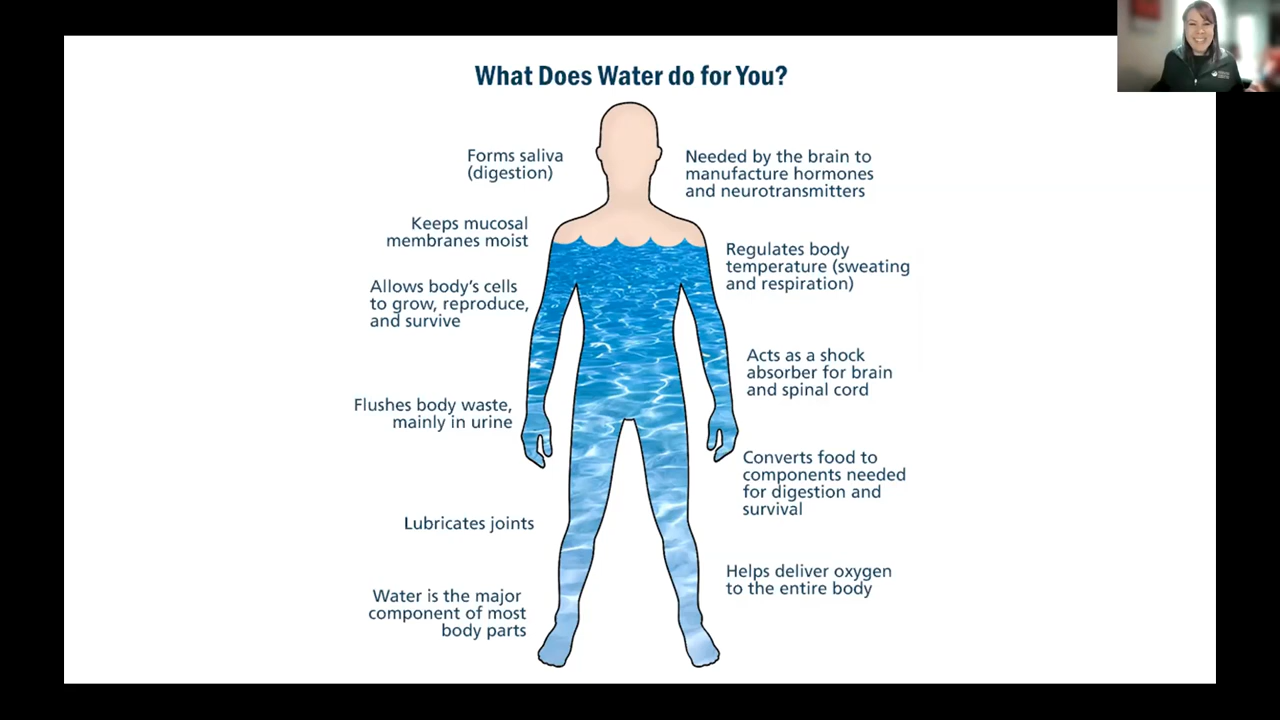 What Does Water do for You?
Forms saliva
(digestion)
Keeps mucosal
membranes moist
Allows body's cells
to grow, reproduce,
and survive
Flushes body waste,
mainly in urine
Lubricates joints
Water is the major
component of most
body parts
Needed by the brain to
manufacture hormones
and neurotransmitters
Regulates body
temperature (sweating
and respiration)
Acts as a shock
absorber for brain
and spinal cord
Converts food to
components needed
for digestion and
survival
Helps deliver oxygen
to the entire body